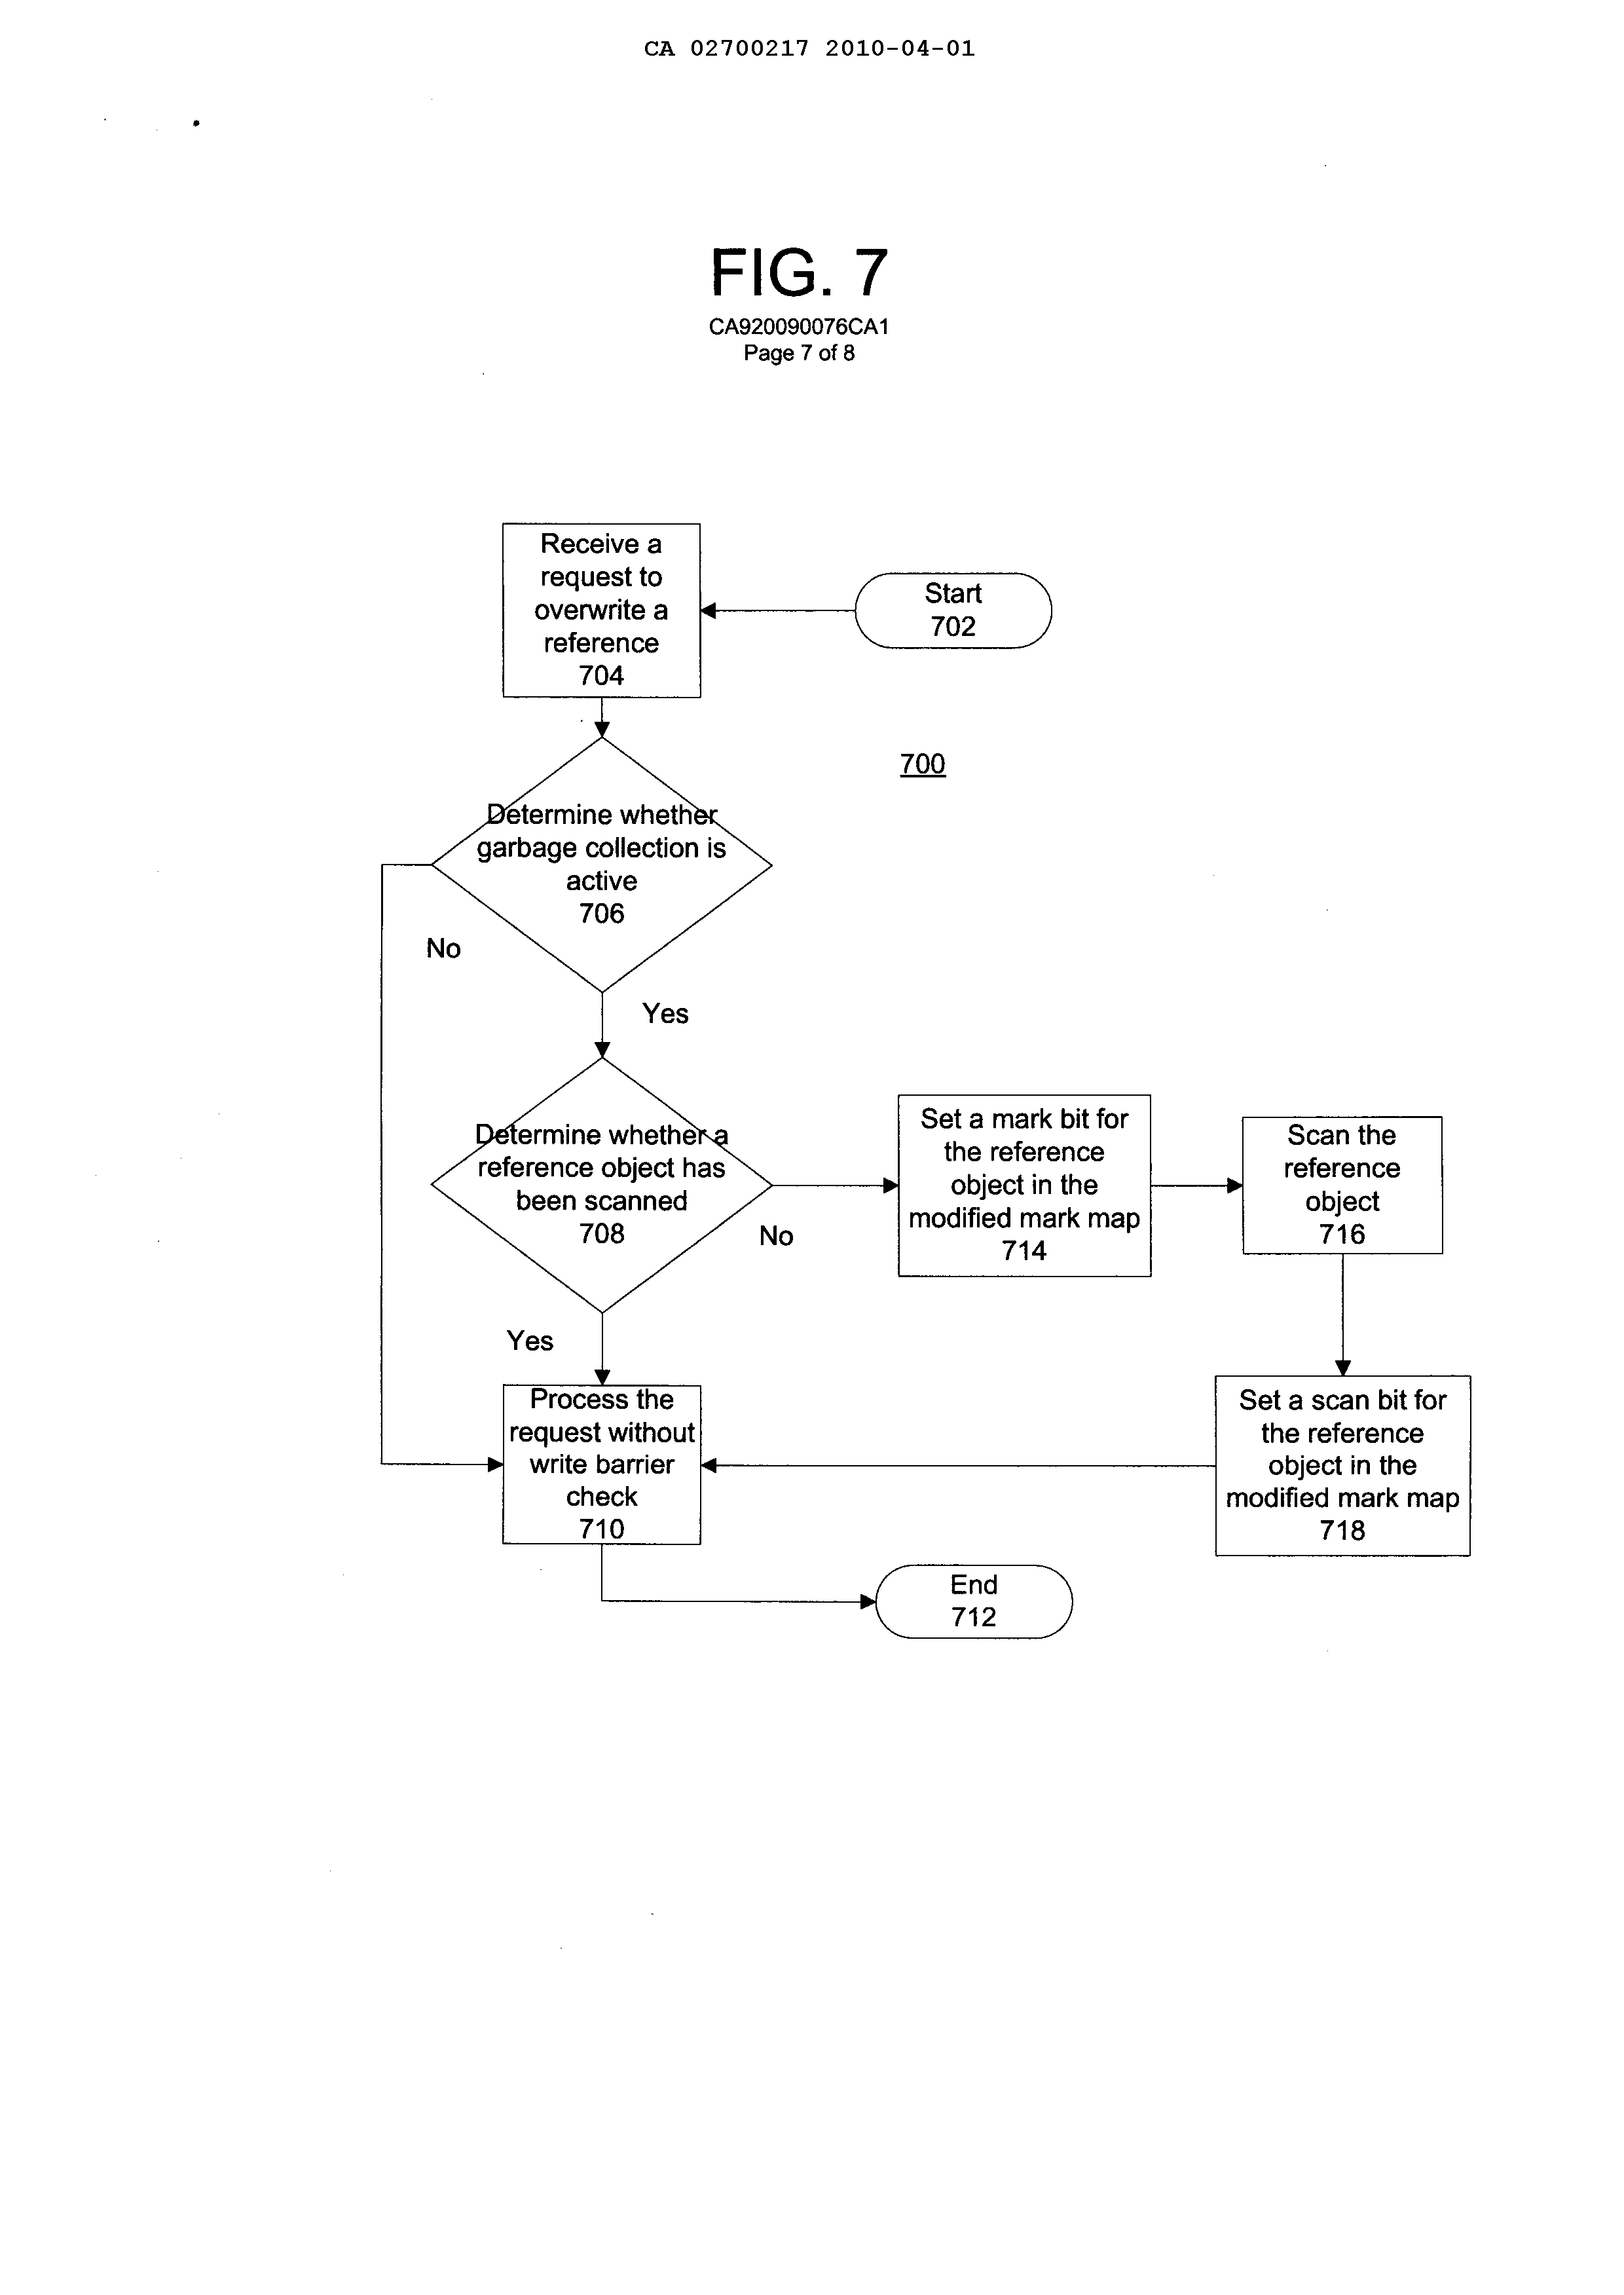 CA 02700217 2010-04-01
FIG. 7
CA920090076CA1
Page 7 of 8
Receive a
request to
overwrite a
reference
704
Start
702
700
Determine whether
garbage collection is
active
706
No
Yes
Determine whether a
reference object has
been scanned
708
No
Set a mark bit for
the reference
object in the
modified mark map
714
Scan the
reference
object
716
Yes
Process the
request without
write barrier
check
710
Set a scan bit for
the reference
object in the
modified mark map
718
End
712